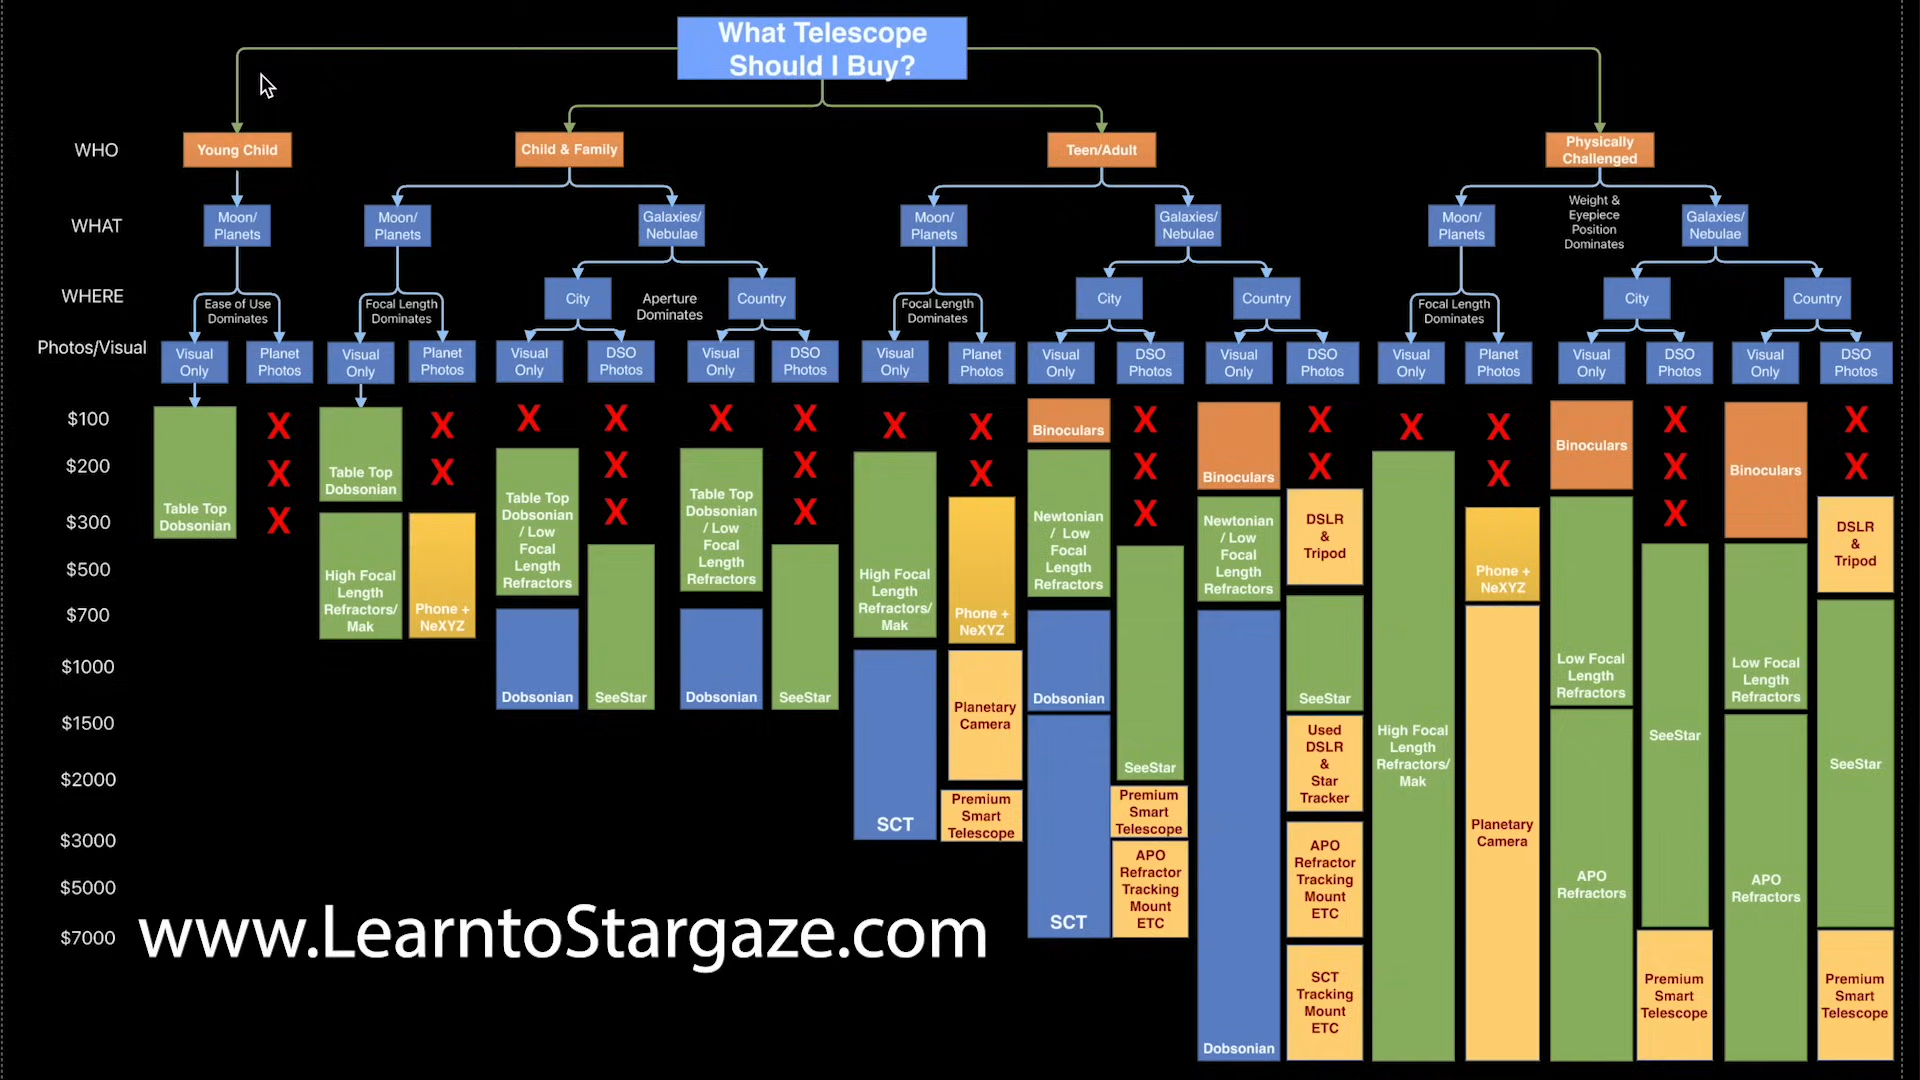 What Telescope
Should I Buy?
WHO
Young Child
Child & Family
Teen/Adult
Physically
Challenged
WHAT
Moon/
Planets
Moon/
Planets
Galaxies/
Nebulae
Moon/
Planets
Galaxies/
Nebulae
Moon/
Planets
Weight &
Eyepiece
Position
Dominates
Galaxies/
Nebulae
WHERE
Ease of Use
Dominates
Focal Length
Dominates
City
Aperture
Dominates
Country
Focal Length
Dominates
City
Country
Focal Length
Dominates
City
Country
Photos/Visual
Visual
Only
Planet
Photos
Visual
Only
Planet
Photos
Visual
Only
DSO
Photos
Visual
Only
DSO
Photos
Visual
Only
Planet
Photos
Visual
Only
DSO
Photos
Visual
Only
DSO
Photos
Visual
Only
Planet
Photos
Visual
Only
DSO
Photos
Visual
Only
DSO
Photos
$100
$200
$300
$500
$700
$1000
$1500
$2000
$3000
$5000
$7000
Table Top
Dobsonian
X
X
X
Table Top
Dobsonian
High Focal
Length
Refractors/
Mak
X
X
Phone +
NeXYZ
X
Table Top
Dobsonian
/ Low
Focal
Length
Refractors
Dobsonian
X
X
X
SeeStar
X
Table Top
Dobsonian
/ Low
Focal
Length
Refractors
Dobsonian
X
X
X
SeeStar
X
High Focal
Length
Refractors/
Mak
SCT
X
X
Phone +
NeXYZ
Planetary
Camera
Premium
Smart
Telescope
Binoculars
Newtonian
/ Low
Focal
Length
Refractors
Dobsonian
SCT
X
X
X
SeeStar
Premium
Smart
Telescope
APO
Refractor
Tracking
Mount
ETC
Binoculars
Newtonian
/ Low
Focal
Length
Refractors
Dobsonian
X
X
DSLR
&
Tripod
SeeStar
Used
DSLR
&
Star
Tracker
APO
Refractor
Tracking
Mount
ETC
SCT
Tracking
Mount
ETC
X
High Focal
Length
Refractors/
Mak
X
X
Phone +
NeXYZ
Planetary
Camera
Binoculars
Low Focal
Length
Refractors
APO
Refractors
X
X
X
SeeStar
Premium
Smart
Telescope
Binoculars
Low Focal
Length
Refractors
APO
Refractors
X
X
DSLR
&
Tripod
SeeStar
Premium
Smart
Telescope
www.LearntoStargaze.com